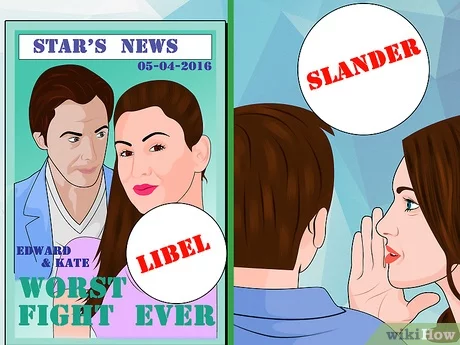 STAR'S NEWS
05-04-2016
EDWARD
& KATE
LIBEL
WORST
FIGHT EVER
SLANDER
wikiHow